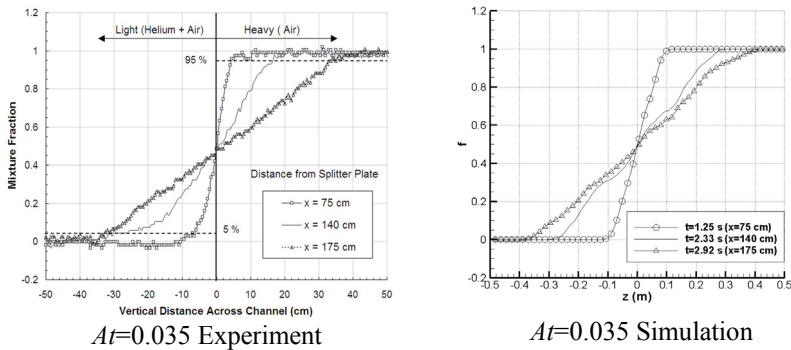 Light (Helium + Air)
Heavy ( Air)
1.2
1
0.8
0.6
0.4
0.2
0
-0.2
Mixture Fraction
95 %
5 %
Distance from Splitter Plate
x = 75 cm
x = 140 cm
x = 175 cm
-50 -40 -30 -20 -10 0 10 20 30 40 50
Vertical Distance Across Channel (cm)
At=0.035 Experiment
1.2
1.0
0.8
0.6
0.4
0.2
0.0
-0.2
f
t=1.25 s (x=75 cm)
t=2.33 s (x=140 cm)
t=2.92 s (x=175 cm)
-0.5 -0.4 -0.3 -0.2 -0.1 0 0.1 0.2 0.3 0.4 0.5
z (m)
At=0.035 Simulation